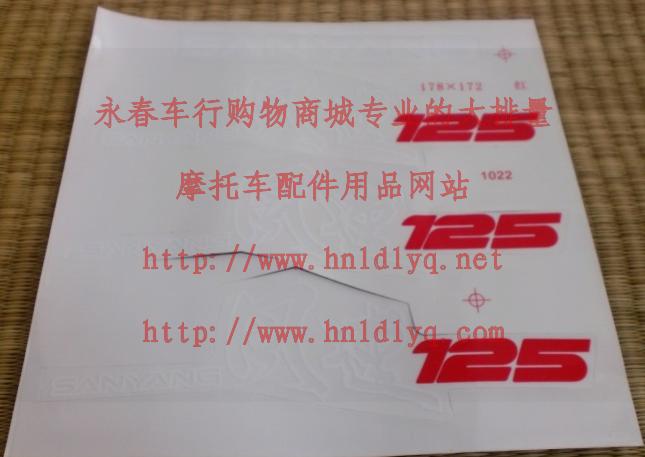 178×172 红
永春车行购物商城专业的大排量
125
1022
摩托车配件用品网站
125
http://www.hnldlyq.net
http://www.hnldlyq.com
125
SANYANG